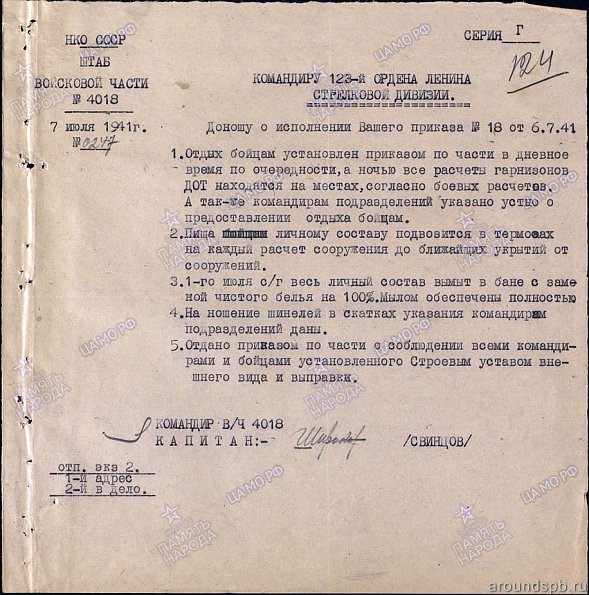 НКО СССР
ШТАБ
ВОЙСКОВОЙ ЧАСТИ
№ 4018
7 июля 1941г.
№ 0247
СЕРИЯ Г
124
КОМАНДИРУ 123-й ОРДЕНА ЛЕНИНА
СТРЕЛКОВОЙ ДИВИЗИИ.
Доношу о исполнении Вашего приказа № 18 от 6.7.41
1.Отдых бойцам установлен приказом по части в дневное
время по очередности,а ночью все расчеты гарнизонов
ДОТ находятся на местах,согласно боевых расчетов.
А так-же командирам подразделений указано устно о
предоставлении отдыха бойцам.
2.Пища личному составу подвозится в термозах
на каждый расчет сооружения до ближайших укрытий от
сооружений.
3.1-го июля с/г весь личный состав вымыт в бане с заме
ной чистого белья на 100%.Мылом обеспечены полностью
4.На ношение шинелей в скатках указания командирам
подразделений даны.
5.Отдано приказом по части о соблюдении всеми команди-
рами и бойцами установленного Строевым уставом вне-
шнего вида и выправки.
КОМАНДИР В/Ч 4018
КАПИТАН:- /СВИНЦОВ/
отп. экз 2.
1-й адрес
2-й в дело.
ПАМЯТЬ НАРОДА
ЦАМО.РФ
aroundspb.ru